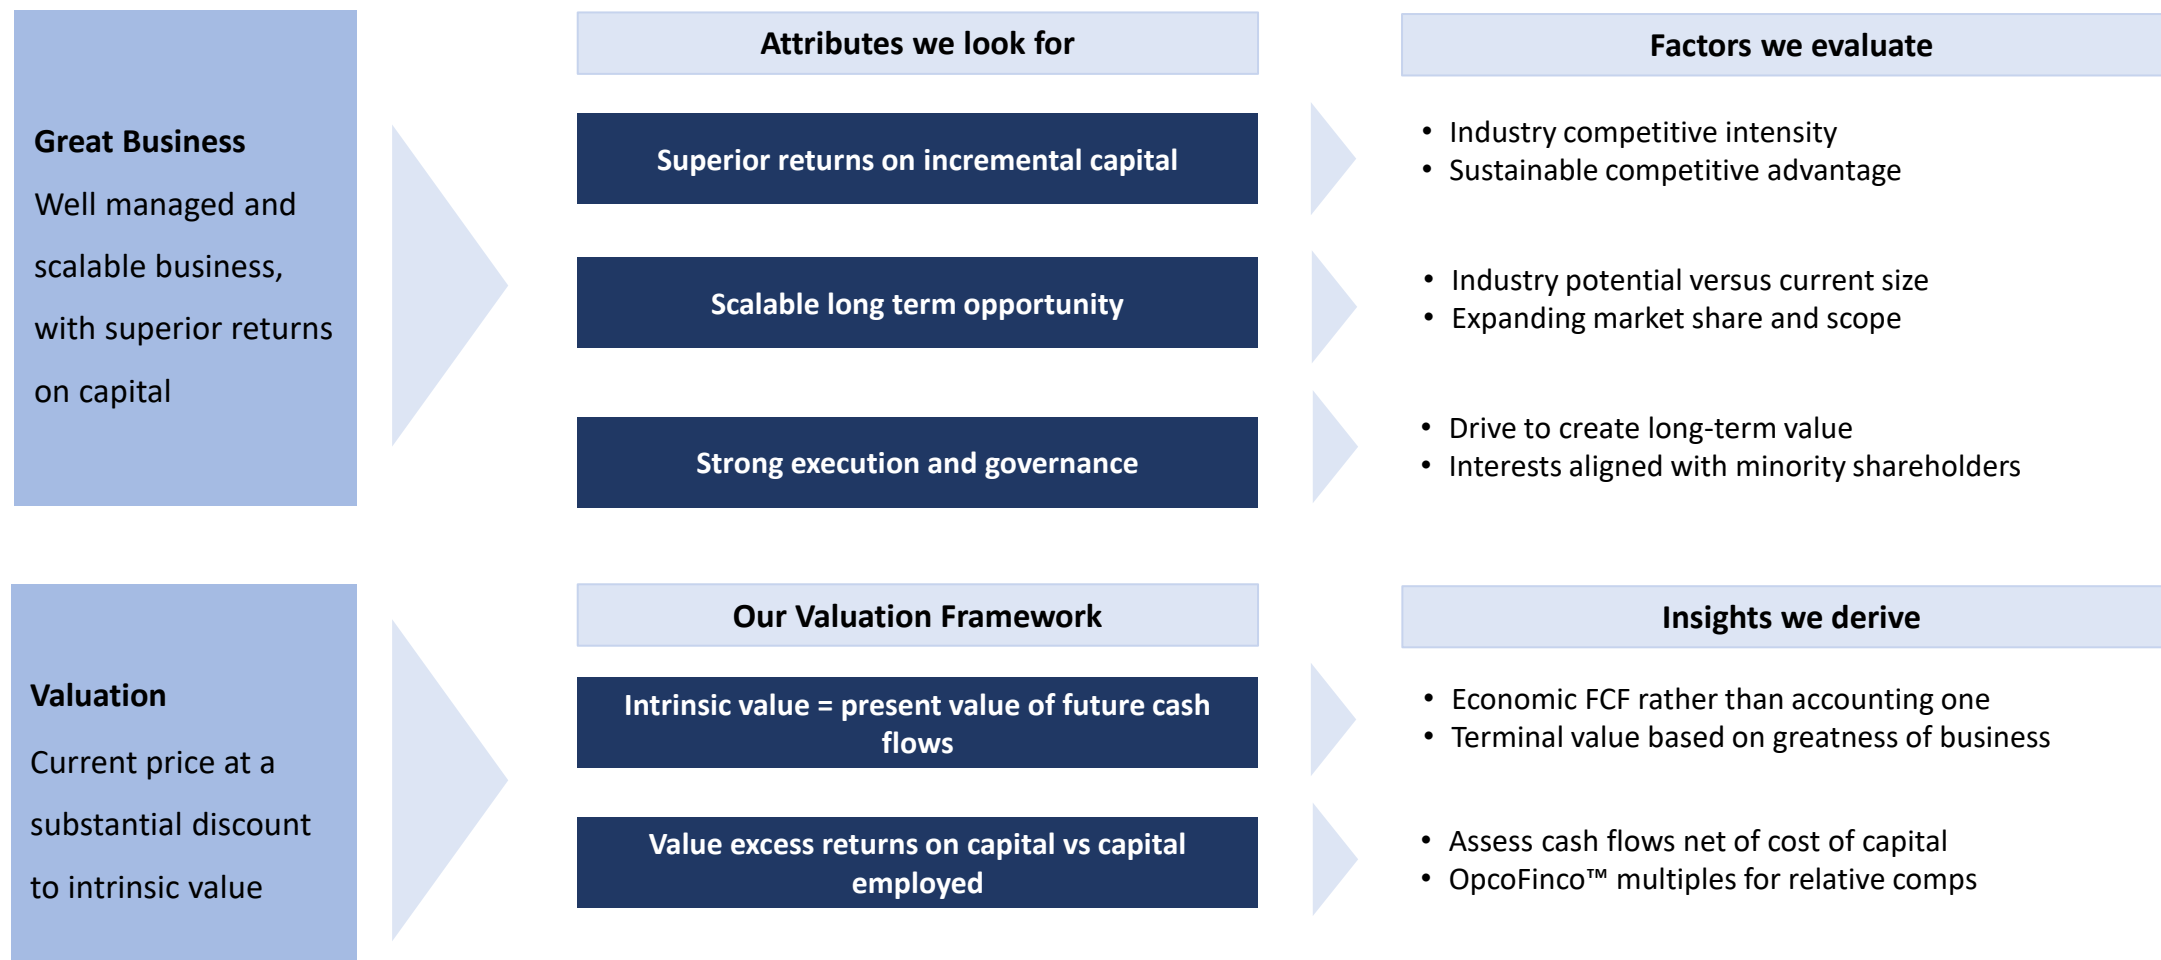 Great Business
Well managed and
scalable business,
with superior returns
on capital
Attributes we look for
Superior returns on incremental capital
Scalable long term opportunity
Strong execution and governance
Factors we evaluate
• Industry competitive intensity
• Sustainable competitive advantage
• Industry potential versus current size
• Expanding market share and scope
• Drive to create long-term value
• Interests aligned with minority shareholders
Valuation
Current price at a
substantial discount
to intrinsic value
Our Valuation Framework
Intrinsic value = present value of future cash
flows
Value excess returns on capital vs capital
employed
Insights we derive
• Economic FCF rather than accounting one
• Terminal value based on greatness of business
• Assess cash flows net of cost of capital
• OpcoFinco™ multiples for relative comps